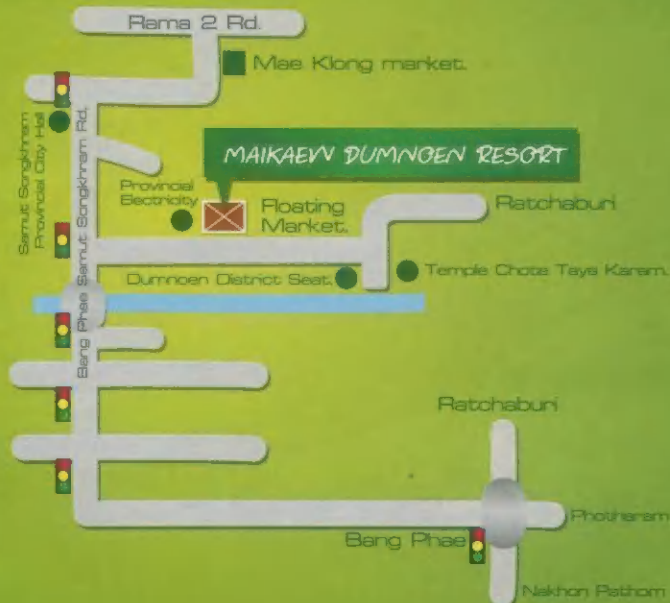 Rama 2 Rd.
Mae Klong market.
Samut Songkhram
Provincial City Hall
Bang Phae Samut Songkhram Rd.
MAIKAEW DUMNOEN RESORT
Provincial
Electricity
Floating
Market.
Ratchaburi
Dumnoen District Seat.
Temple Chota Taya Karam.
Ratchaburi
Photharam
Bang Phae
Nakhon Pathom